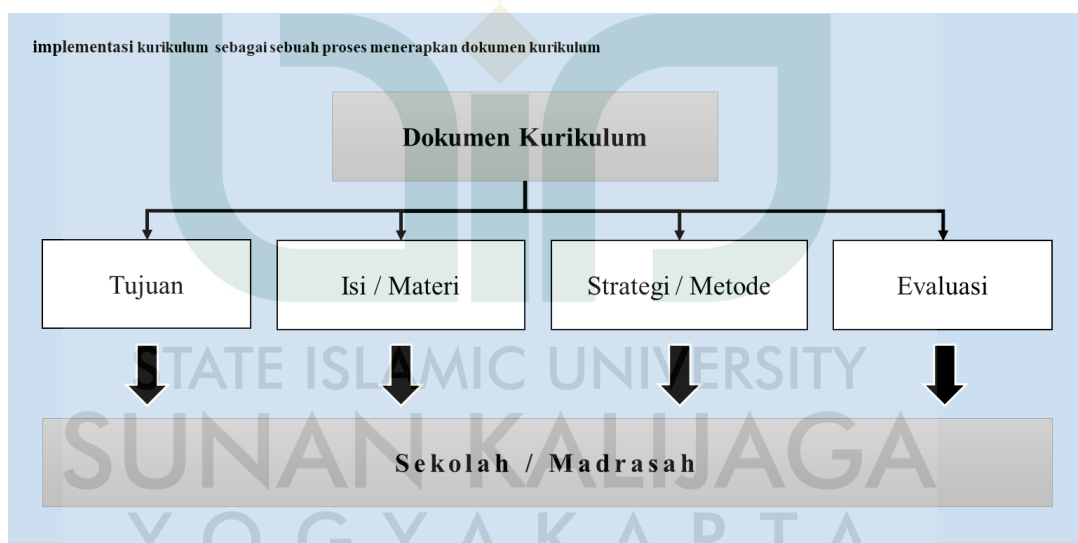 implementasi kurikulum sebagai sebuah proses menerapkan dokumen kurikulum
Dokumen Kurikulum
Tujuan
Isi / Materi
Strategi / Metode
Evaluasi
STATE ISLAMIC UNIVERSITY
SUNAN KALIJAGA
Sekolah / Madrasah
YOGYAKARTA